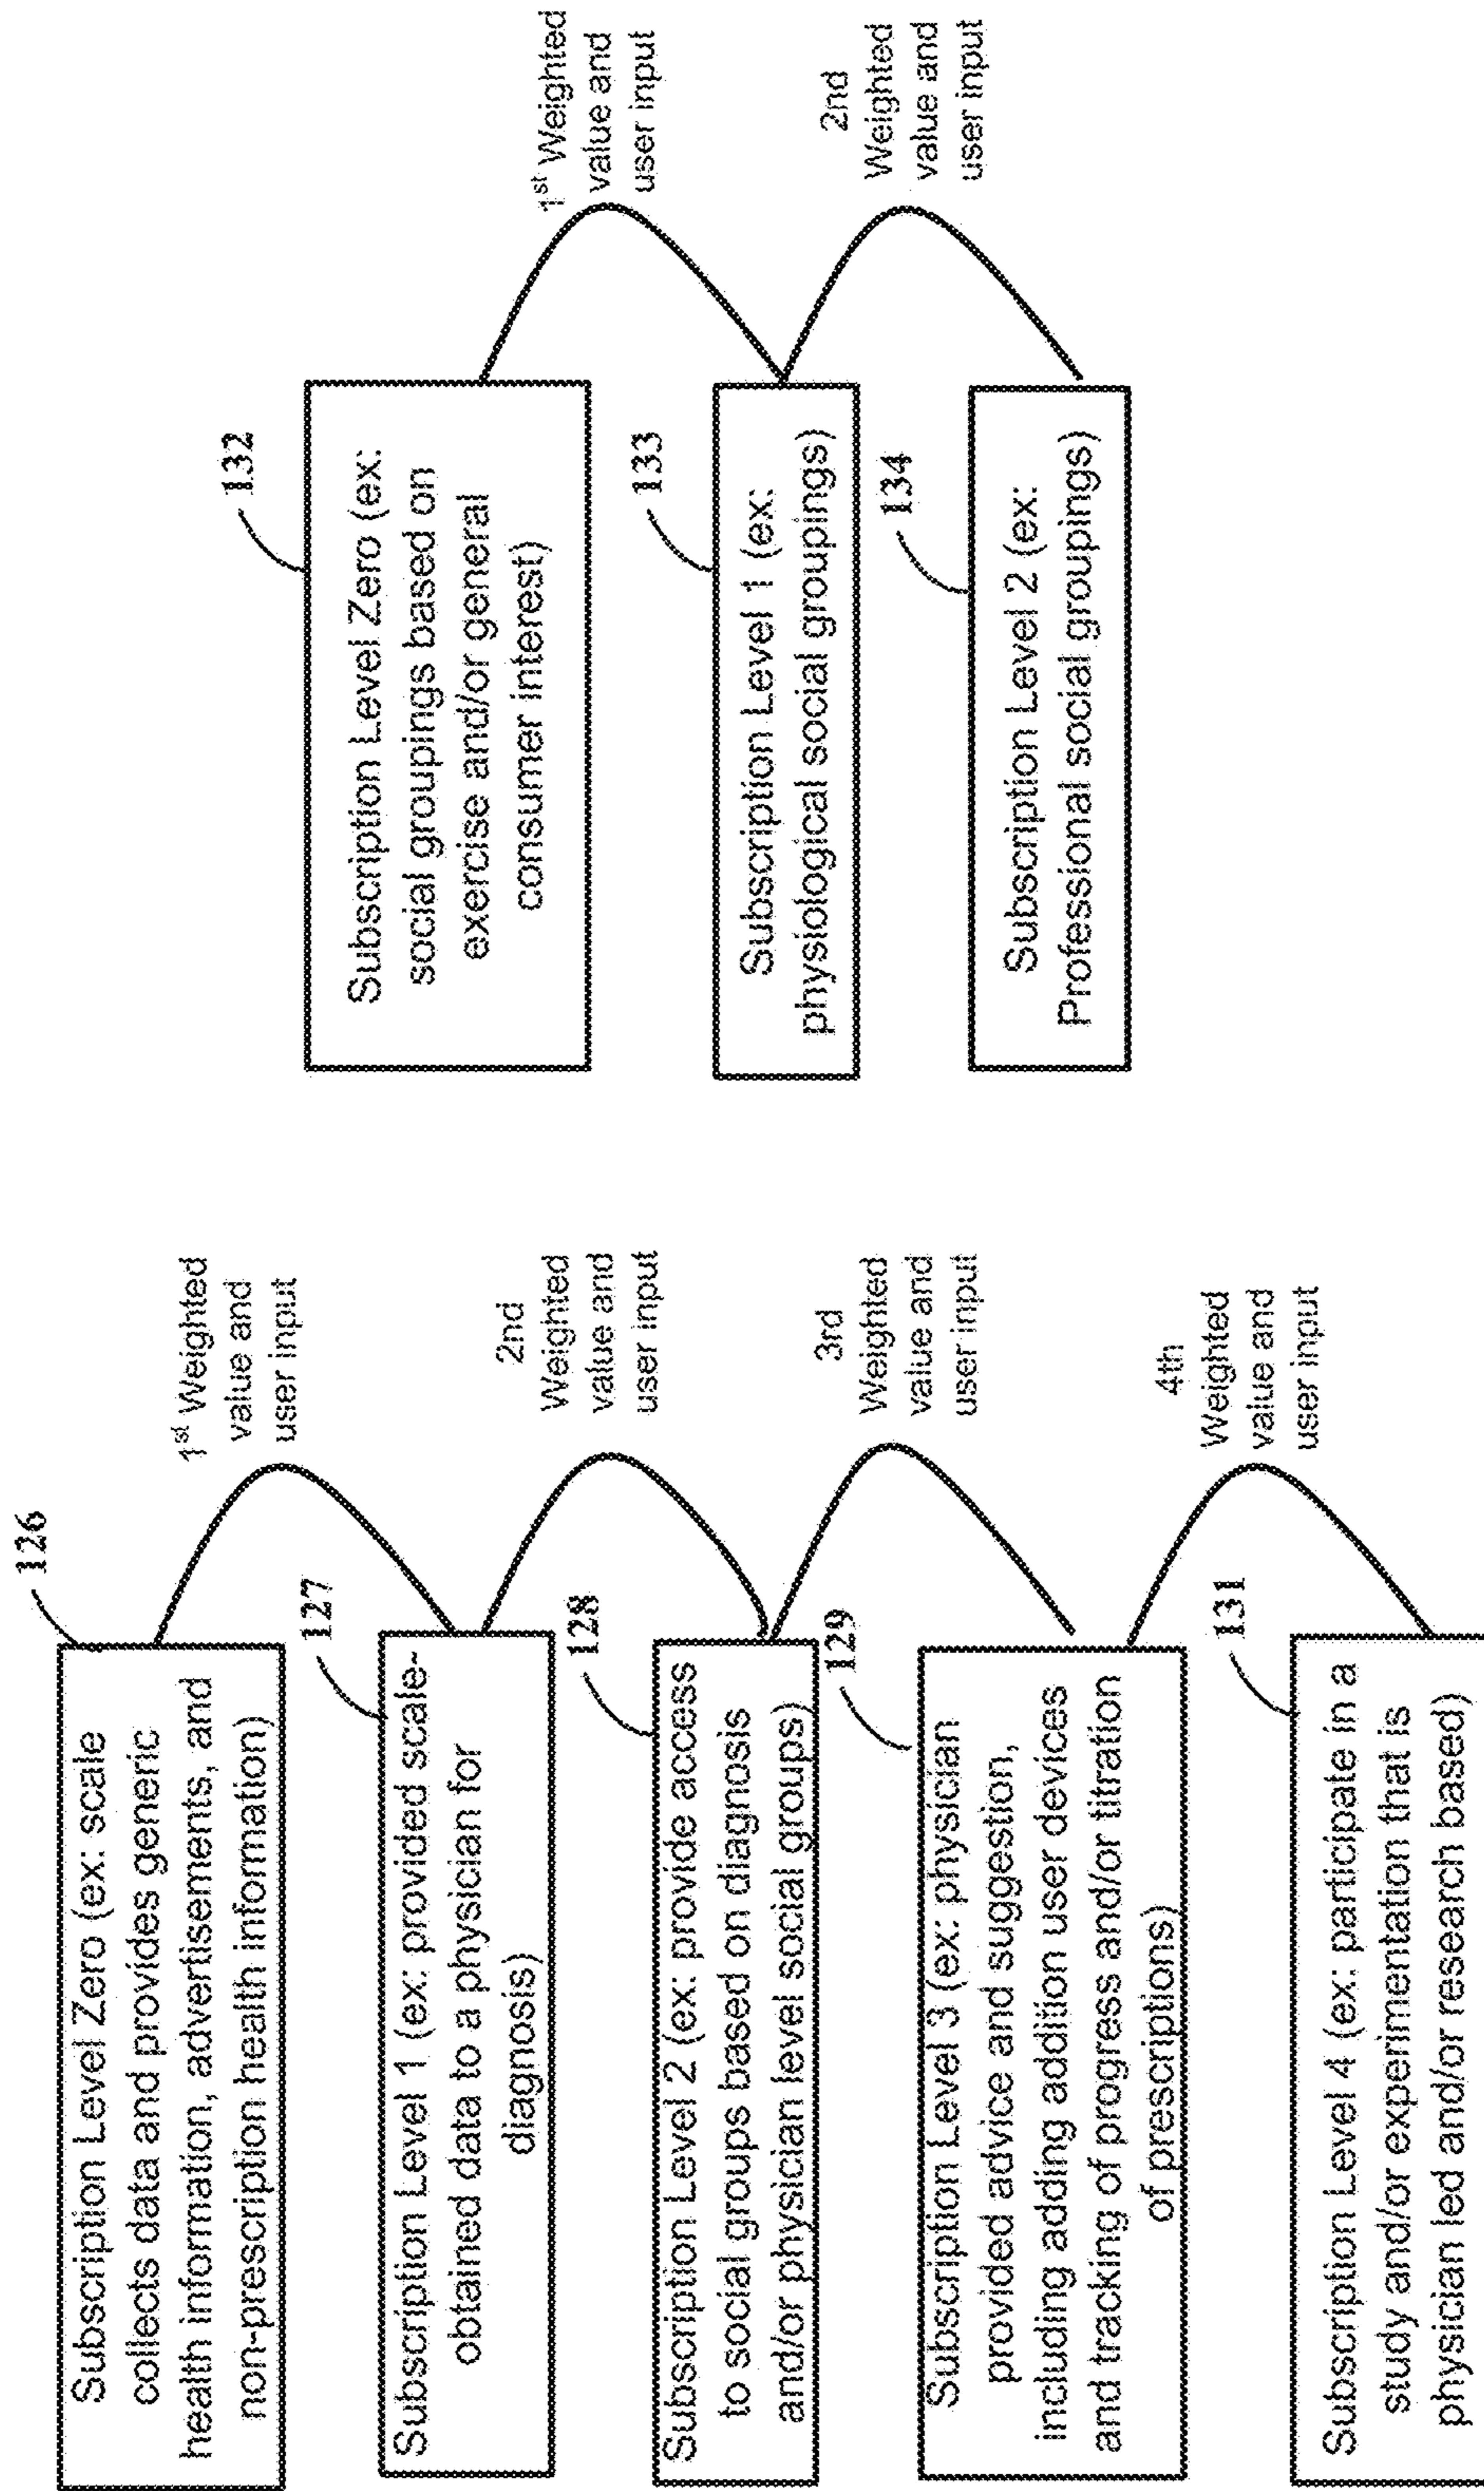 126
Subscription Level Zero (ex: scale
collects data and provides generic
health information, advertisements, and
non-prescription health information)
1st Weighted
value and
user input
127
Subscription Level 1 (ex: provided scale-
obtained data to a physician for
diagnosis)
2nd
Weighted
value and
user input
128
Subscription Level 2 (ex: provide access
to social groups based on diagnosis
and/or physician level social groups)
3rd
Weighted
value and
user input
129
Subscription Level 3 (ex: physician
provided advice and suggestion,
including adding addition user devices
and tracking of progress and/or titration
of prescriptions)
4th
Weighted
value and
user input
131
Subscription Level 4 (ex: participate in a
study and/or experimentation that is
physician led and/or research based)
132
Subscription Level Zero (ex:
social groupings based on
exercise and/or general
consumer interest)
1st Weighted
value and
user input
133
Subscription Level 1 (ex:
physiological social groupings)
2nd
Weighted
value and
user input
134
Subscription Level 2 (ex:
Professional social groupings)